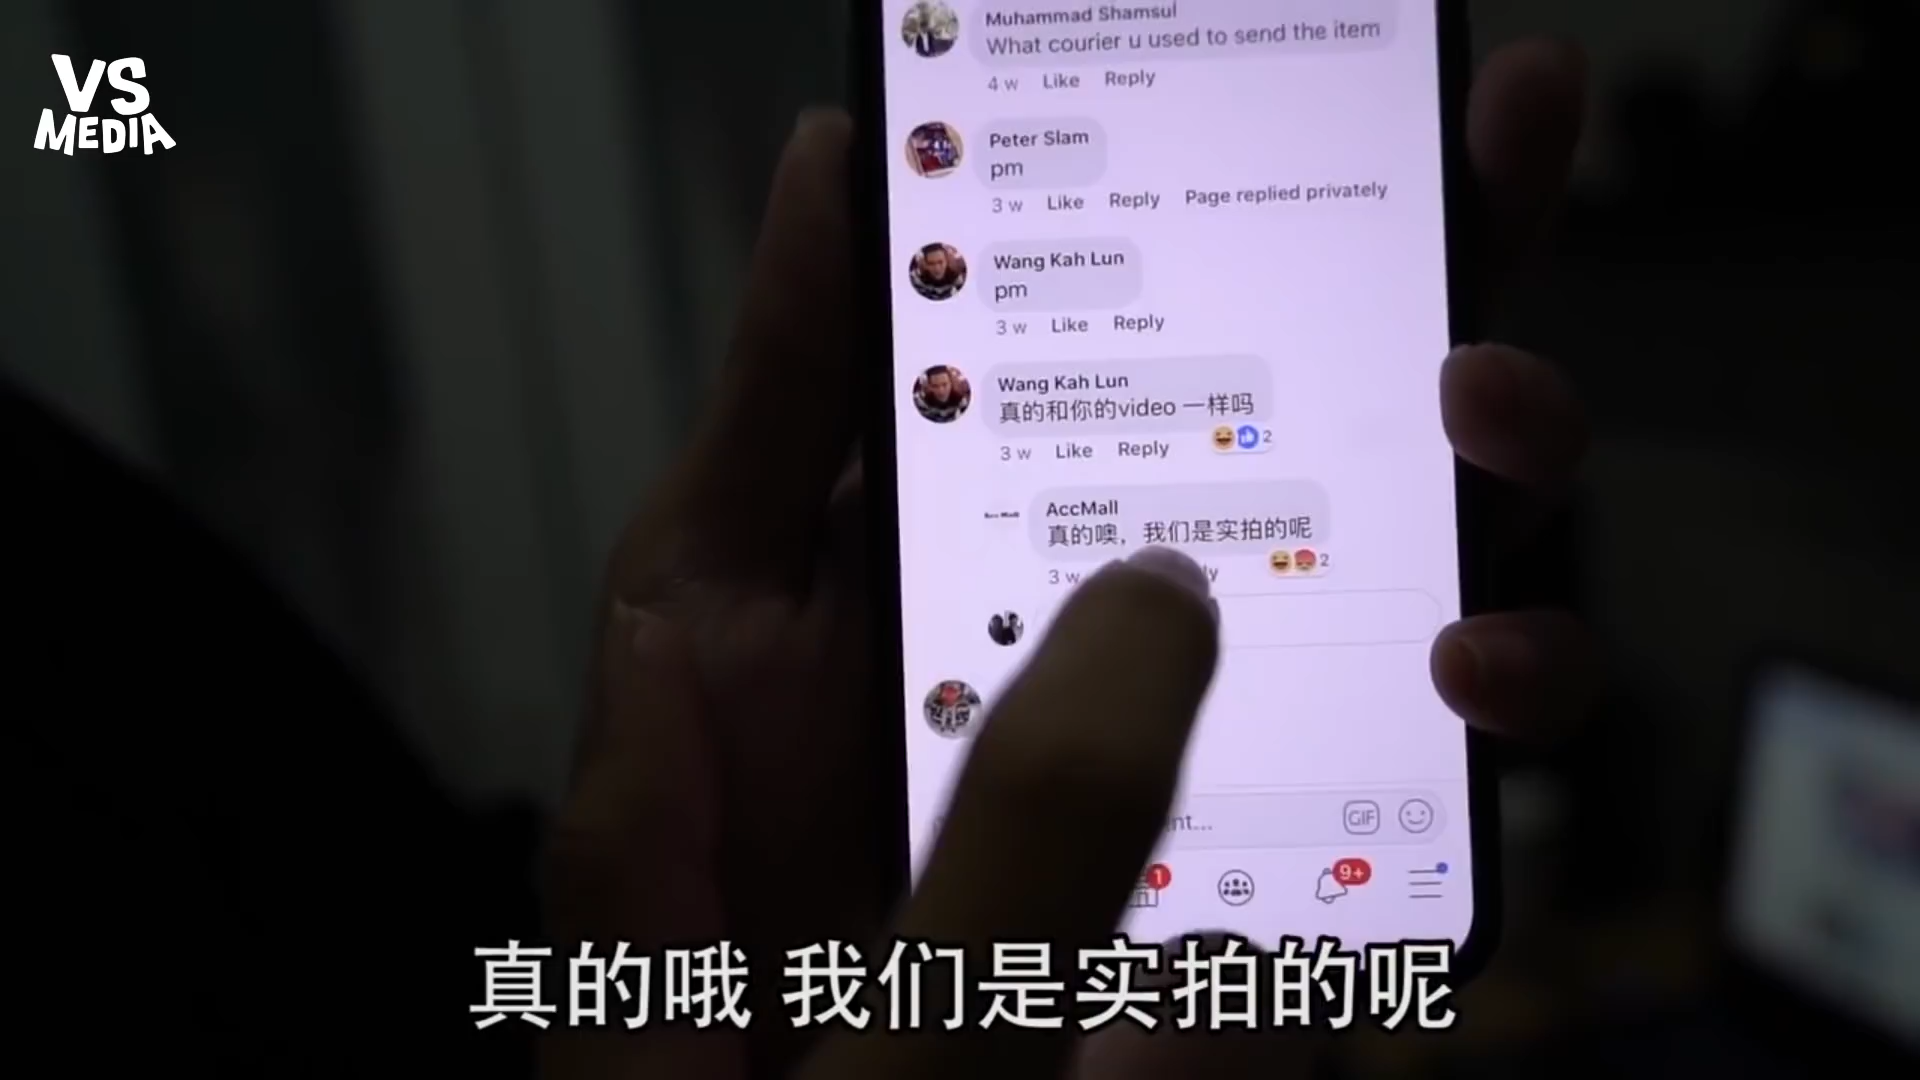 VS
MEDIA
Muhammad Shamsul
What courier u used to send the item
4 w Like Reply
Peter Slam
pm
3 w Like Reply Page replied privately
Wang Kah Lun
pm
3 w Like Reply
Wang Kah Lun
真的和你的video 一样吗
3 w Like Reply 2
AccMall
真的噢，我们是实拍的呢
3 w 2
GIF
1
9+
真的哦 我们是实拍的呢